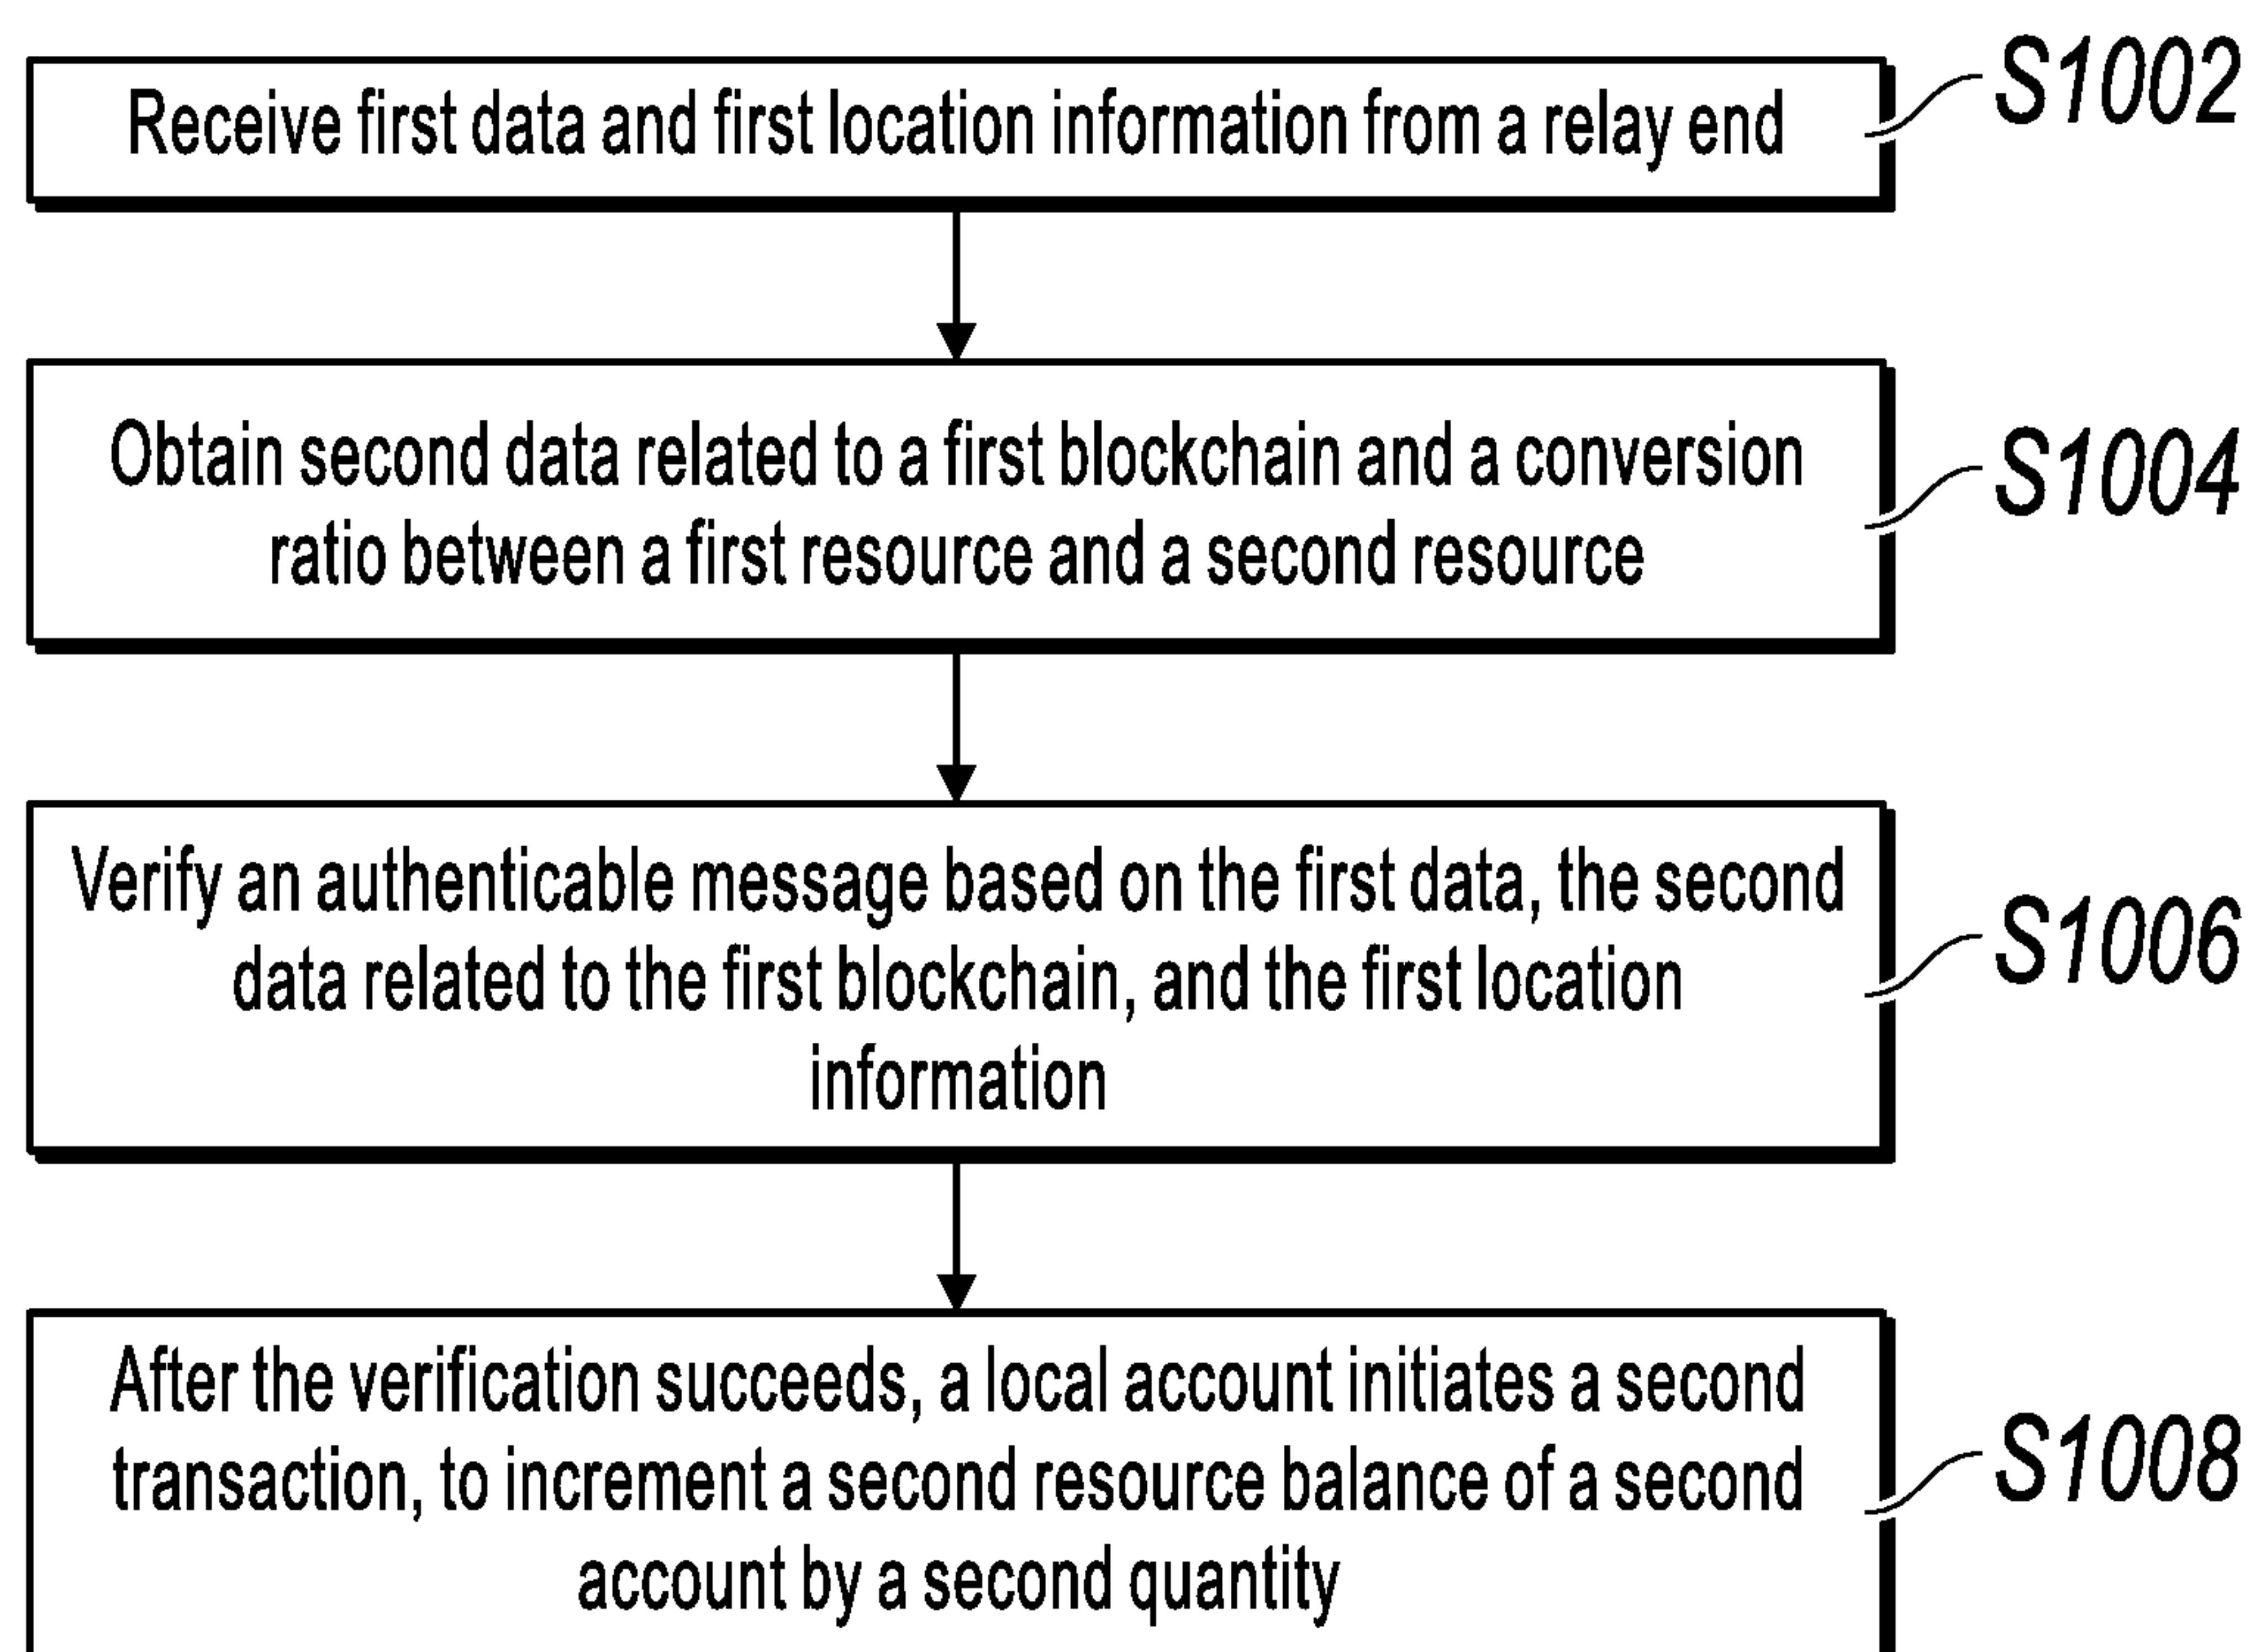 Receive first data and first location information from a relay end
S1002
Obtain second data related to a first blockchain and a conversion
ratio between a first resource and a second resource
S1004
Verify an authenticable message based on the first data, the second
data related to the first blockchain, and the first location
information
S1006
After the verification succeeds, a local account initiates a second
transaction, to increment a second resource balance of a second
account by a second quantity
S1008